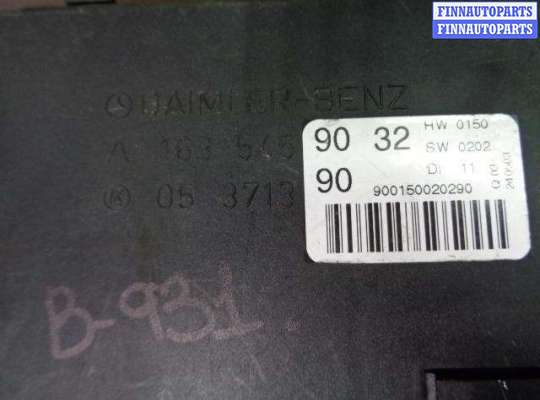 FINNAUTOPARTS
FINNAUTOPARTS
DAIMLER-BENZ
A 163 545 90 32 HW 0150
SW 0202
05 3713 90 DI 11
900150020290
B-931